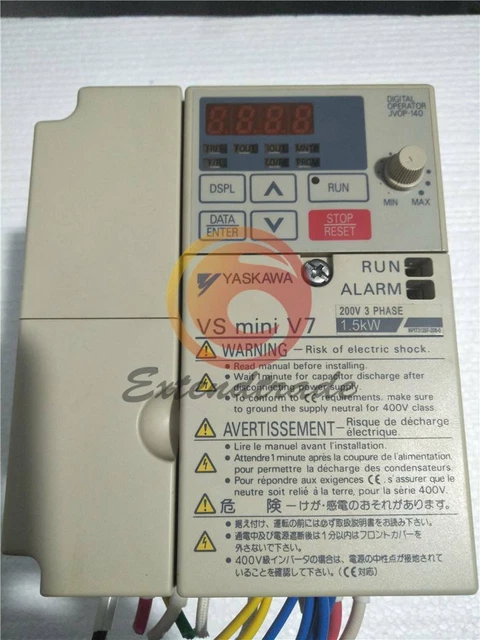 DIGITAL
OPERATOR
JVOP-140
8.8.8.8.
DSPL
RUN
MIN MAX
DATA
ENTER
STOP
RESET
YASKAWA
RUN
ALARM
VS mini V7
200V 3 PHASE
1.5kW
WARNING - Risk of electric shock.
● Read manual before installing.
● Wait 1 minute for capacitor discharge after
disconnecting power supply.
● To conform to CE requirements, make sure
to ground the supply neutral for 400V class.
AVERTISSEMENT - Risque de décharge
électrique.
● Lire le manuel avant l'installation.
● Attendre 1 minute après la coupure de l'alimentation,
pour permettre la décharge des condensateurs.
● Pour répondre aux exigences CE, s'assurer que le
neutre soit relié à la terre, pour la série 400V.
危 険 ーけが・感電のおそれがあります。
● 据え付け、運転の前には必ず取扱説明書をお読み下さい。
● 通電中及び電源遮断後は1分以内はフロントカバーを
外さないで下さい。
● 400V級インバータの場合は、電源の中性点が接地されて
いることを確認して下さい。(CE対応)